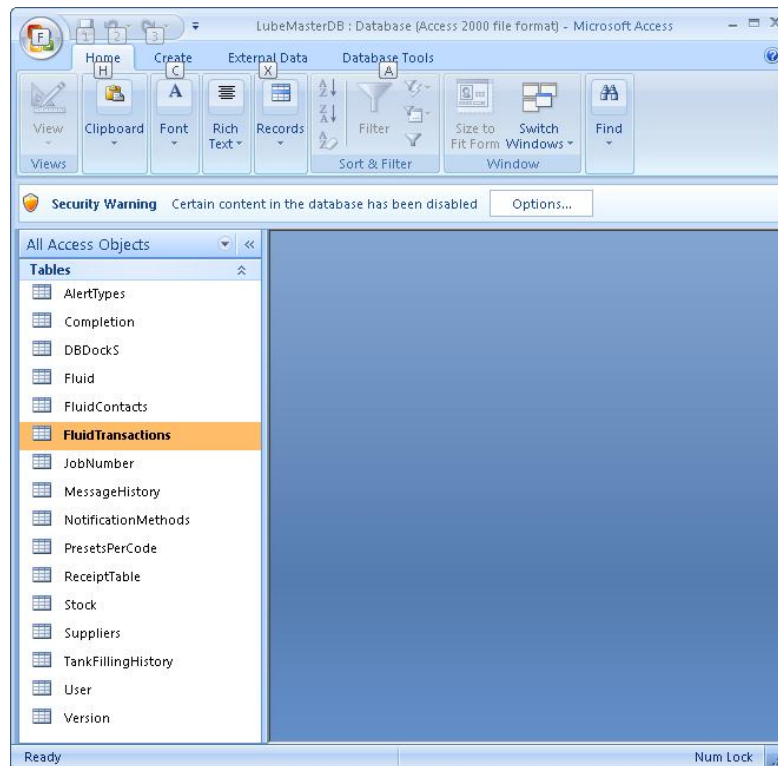 LubeMasterDB : Database (Access 2000 file format) - Microsoft Access
F 1 2 3
Home Create External Data Database Tools
H C X A
View Clipboard Font Rich Text Records Filter Size to Fit Form Switch Windows Find
Views Sort & Filter Window
Security Warning Certain content in the database has been disabled Options...
All Access Objects
Tables
AlertTypes
Completion
DBDockS
Fluid
FluidContacts
FluidTransactions
JobNumber
MessageHistory
NotificationMethods
PresetsPerCode
ReceiptTable
Stock
Suppliers
TankFillingHistory
User
Version
Ready Num Lock